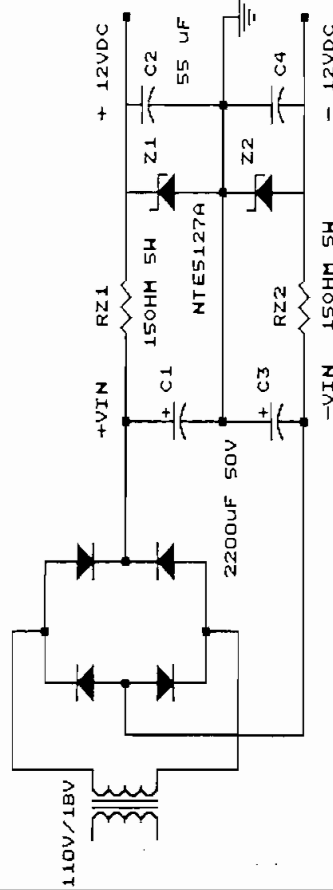 110V/18V
+VIN
C1
2200uF 50V
C3
-VIN
RZ1
150HM 5W
NTE5127A
RZ2
150HM 5W
Z1
Z2
+ 12VDC
C2
55 uF
C4
- 12VDC
+
+